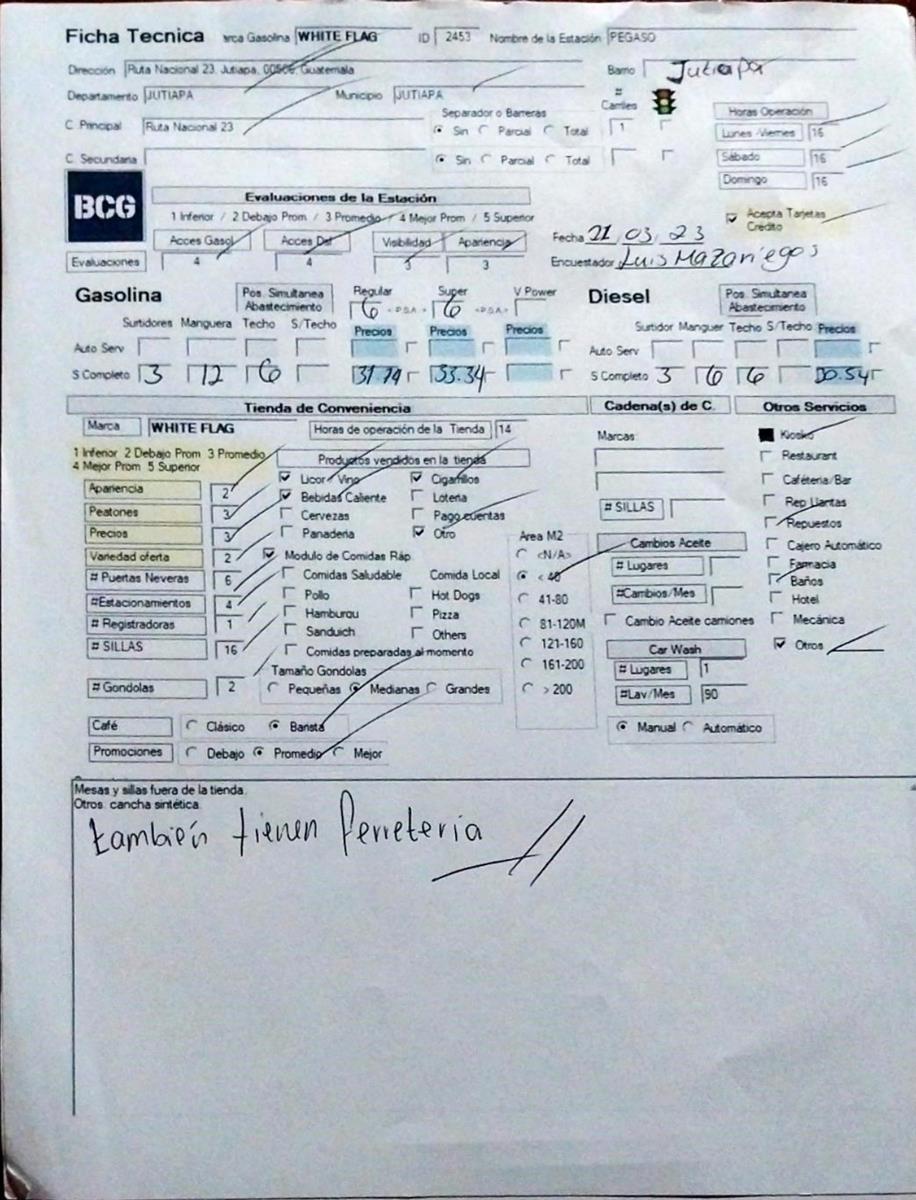 Ficha Tecnica arca Gasolina WHITE FLAG ID 2453 Nombre de la Estación PEGASO
Dirección Ruta Nacional 23, Jutiapa, 00506, Guatemala Barrio Jutiapa
Departamento JUTIAPA Municipio JUTIAPA # Carriles
Separador o Barreras Horas Operación
C. Principal Ruta Nacional 23 Sin Parcial Total 1 Lunes /Viernes 16
C. Secundaria Sin Parcial Total Sábado 16
Domingo 16
BCG
Evaluaciones de la Estación
1 Inferior / 2 Debajo Prom / 3 Promedio / 4 Mejor Prom / 5 Superior Acepta Tarjetas Crédito
Acces Gasol Acces Dsl Visibilidad Apariencia Fecha 21 03 23
Evaluaciones 4 4 3 3 Encuestador Luis Mazariegos
Gasolina Pos. Simultanea Abastecimiento Regular 6 Super 6 V Power Diesel Pos. Simultanea Abastecimiento
Surtidores Manguera Techo S/Techo Precios Precios Precios Surtidor Manguer Techo S/Techo Precios
Auto Serv Auto Serv
S Completo 3 12 6 33.34 S Completo 3 6 6
Tienda de Conveniencia Cadena(s) de C. Otros Servicios
Marca WHITE FLAG Horas de operación de la Tienda 14 Marcas: Kiosko
1 Inferior 2 Debajo Prom 3 Promedio
4 Mejor Prom 5 Superior
Productos vendidos en la tienda Restaurant
Apariencia 2 Licor / Vino Cigarrillos Caféteria/Bar
Peatones 3 Bebidas Caliente Loteria # SILLAS Rep Llantas
Precios 3 Cervezas Pago cuentas Repuestos
Variedad oferta 2 Panaderia Otro Area M2 Cambios Aceite Cajero Automático
# Puertas Neveras 6 Modulo de Comidas Ráp. <N/A> # Lugares Farmacia
#Estacionamientos 4 Comidas Saludable Comida Local < 40 #Cambios/Mes Baños
# Registradoras 1 Pollo Hot Dogs 41-80 Hotel
# SILLAS 16 Hamburgu Pizza 81-120M Cambio Aceite camiones Mecánica
Sanduich Others 121-160 Car Wash Otros
Comidas preparadas al momento 161-200 # Lugares 1
Tamaño Gondolas
# Gondolas 2 Pequeñas Medianas Grandes > 200 #Lav/Mes 90
Café Clásico Barista Manual Automático
Promociones Debajo Promedio Mejor
Mesas y sillas fuera de la tienda.
Otros: cancha sintética.
también tienen ferreteria